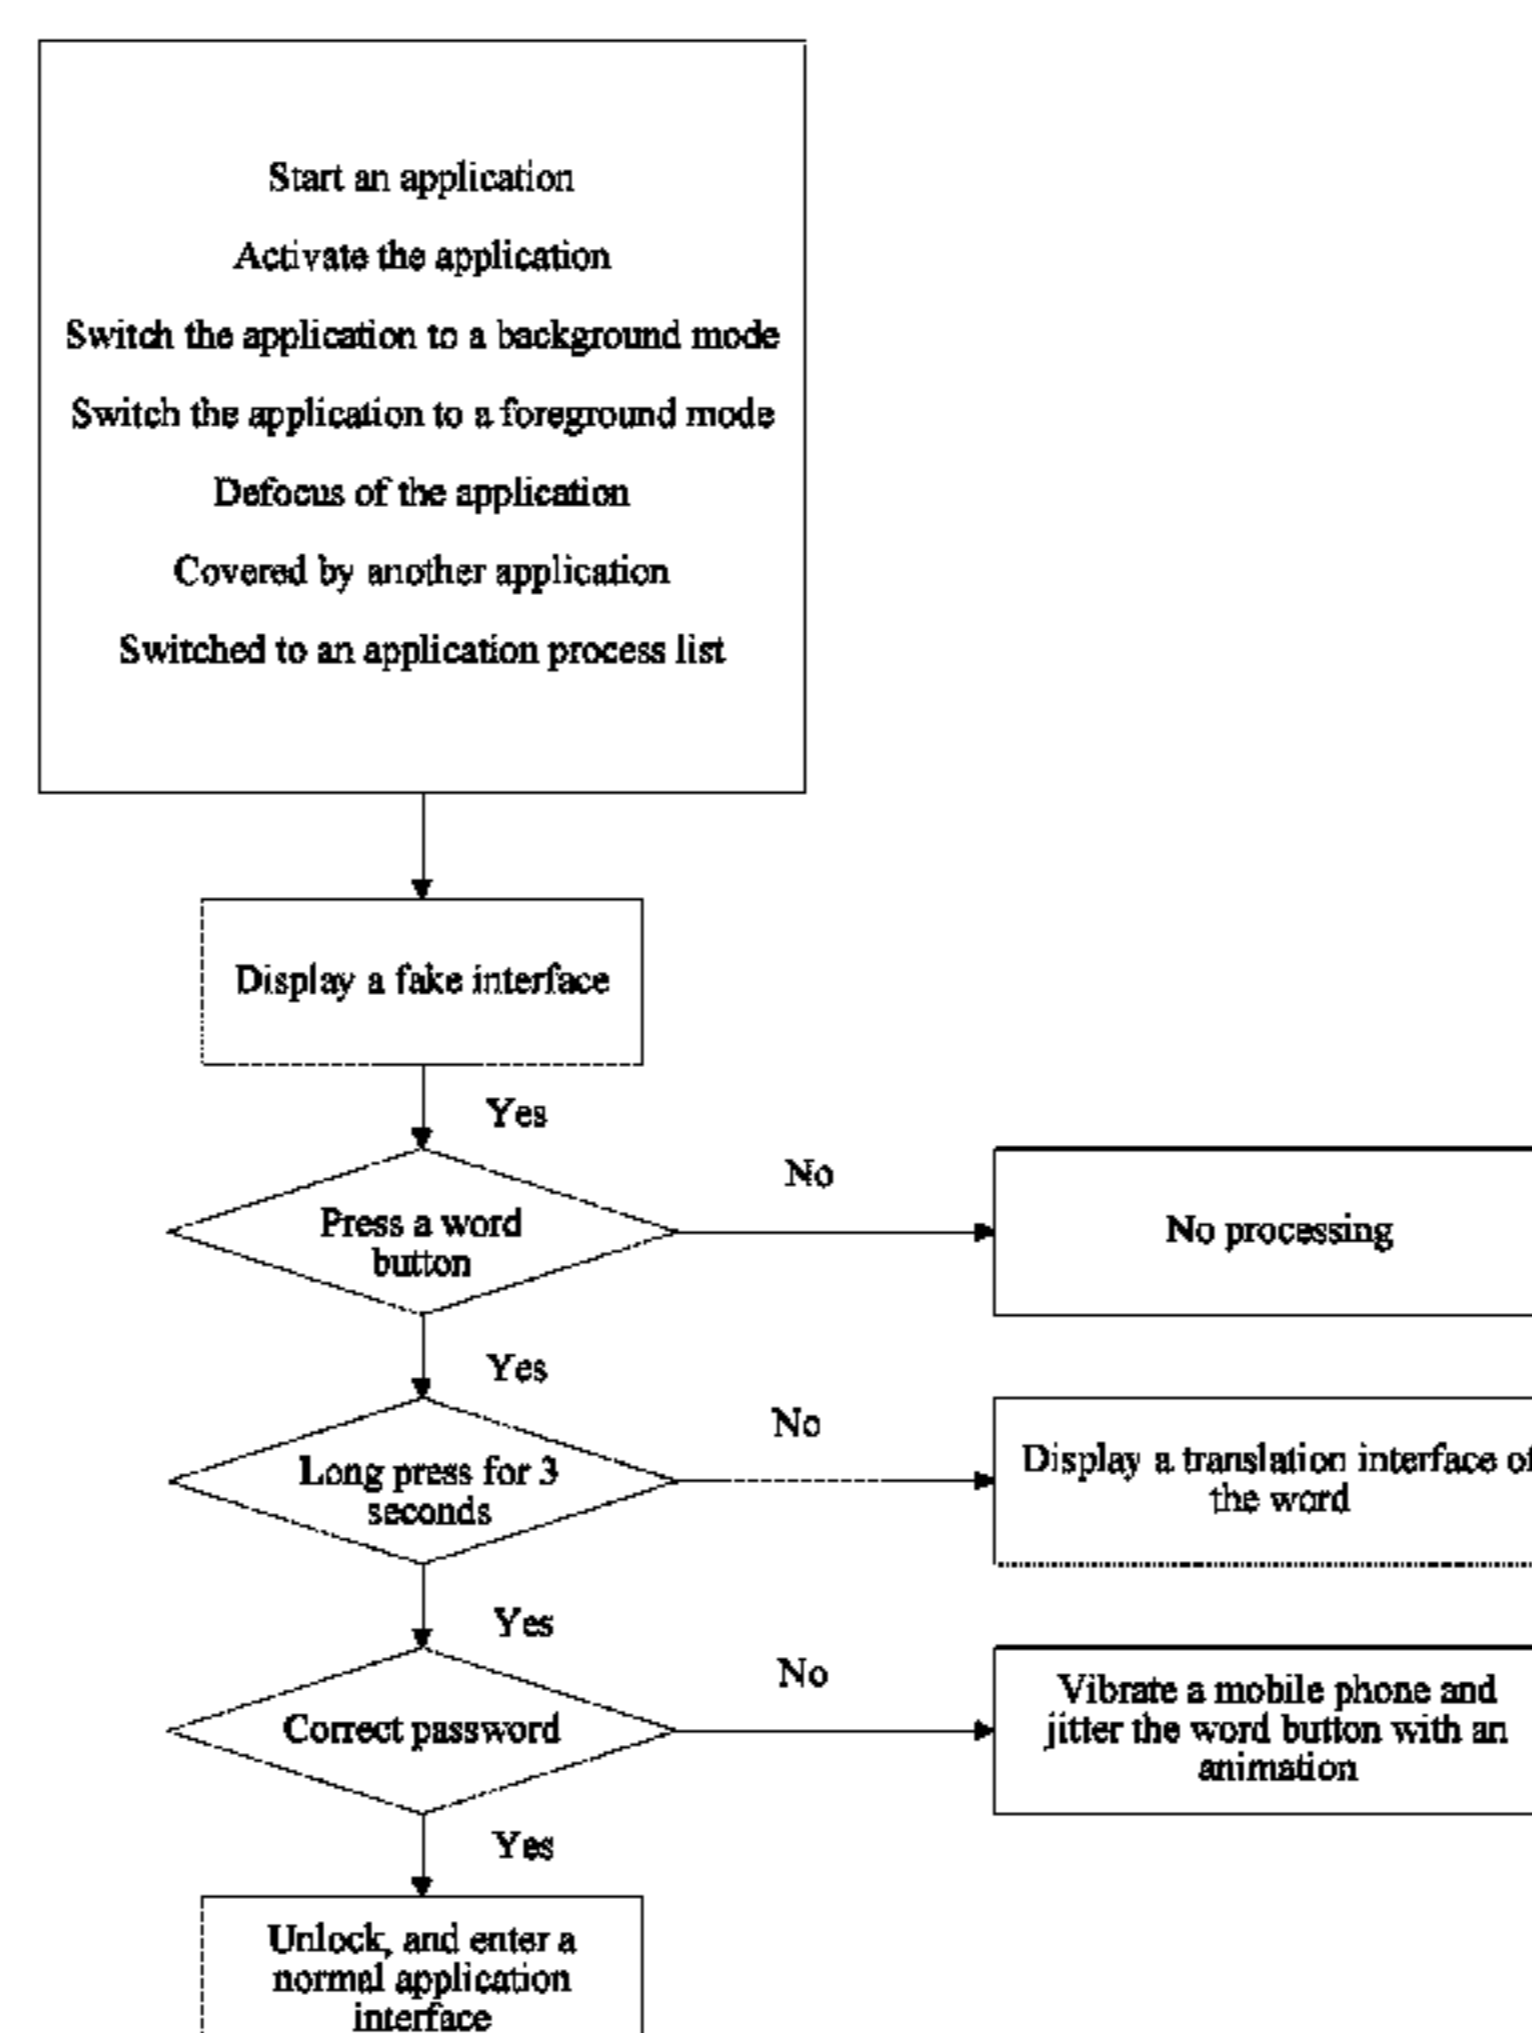 Start an application
Activate the application
Switch the application to a background mode
Switch the application to a foreground mode
Defocus of the application
Covered by another application
Switched to an application process list
Display a fake interface
Yes
Press a word
button
No
No processing
Yes
Long press for 3
seconds
No
Display a translation interface of
the word
Yes
Correct password
No
Vibrate a mobile phone and
jitter the word button with an
animation
Yes
Unlock, and enter a
normal application
interface